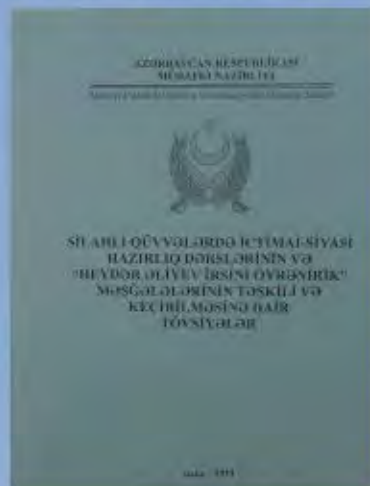 AZƏRBAYCAN RESPUBLİKASI
MÜDAFİƏ NAZİRLİYİ
SİLAHLI QÜVVƏLƏRDƏ İCTİMAİ-SİYASİ
HAZIRLIQ DƏRSLƏRİNİN VƏ
"HEYDƏR ƏLİYEV İRSİNİ ÖYRƏNİRİK"
MƏŞĞƏLƏLƏRİNİN TƏŞKİLİ VƏ
KEÇİRİLMƏSİNƏ DAİR
TÖVSİYƏLƏR